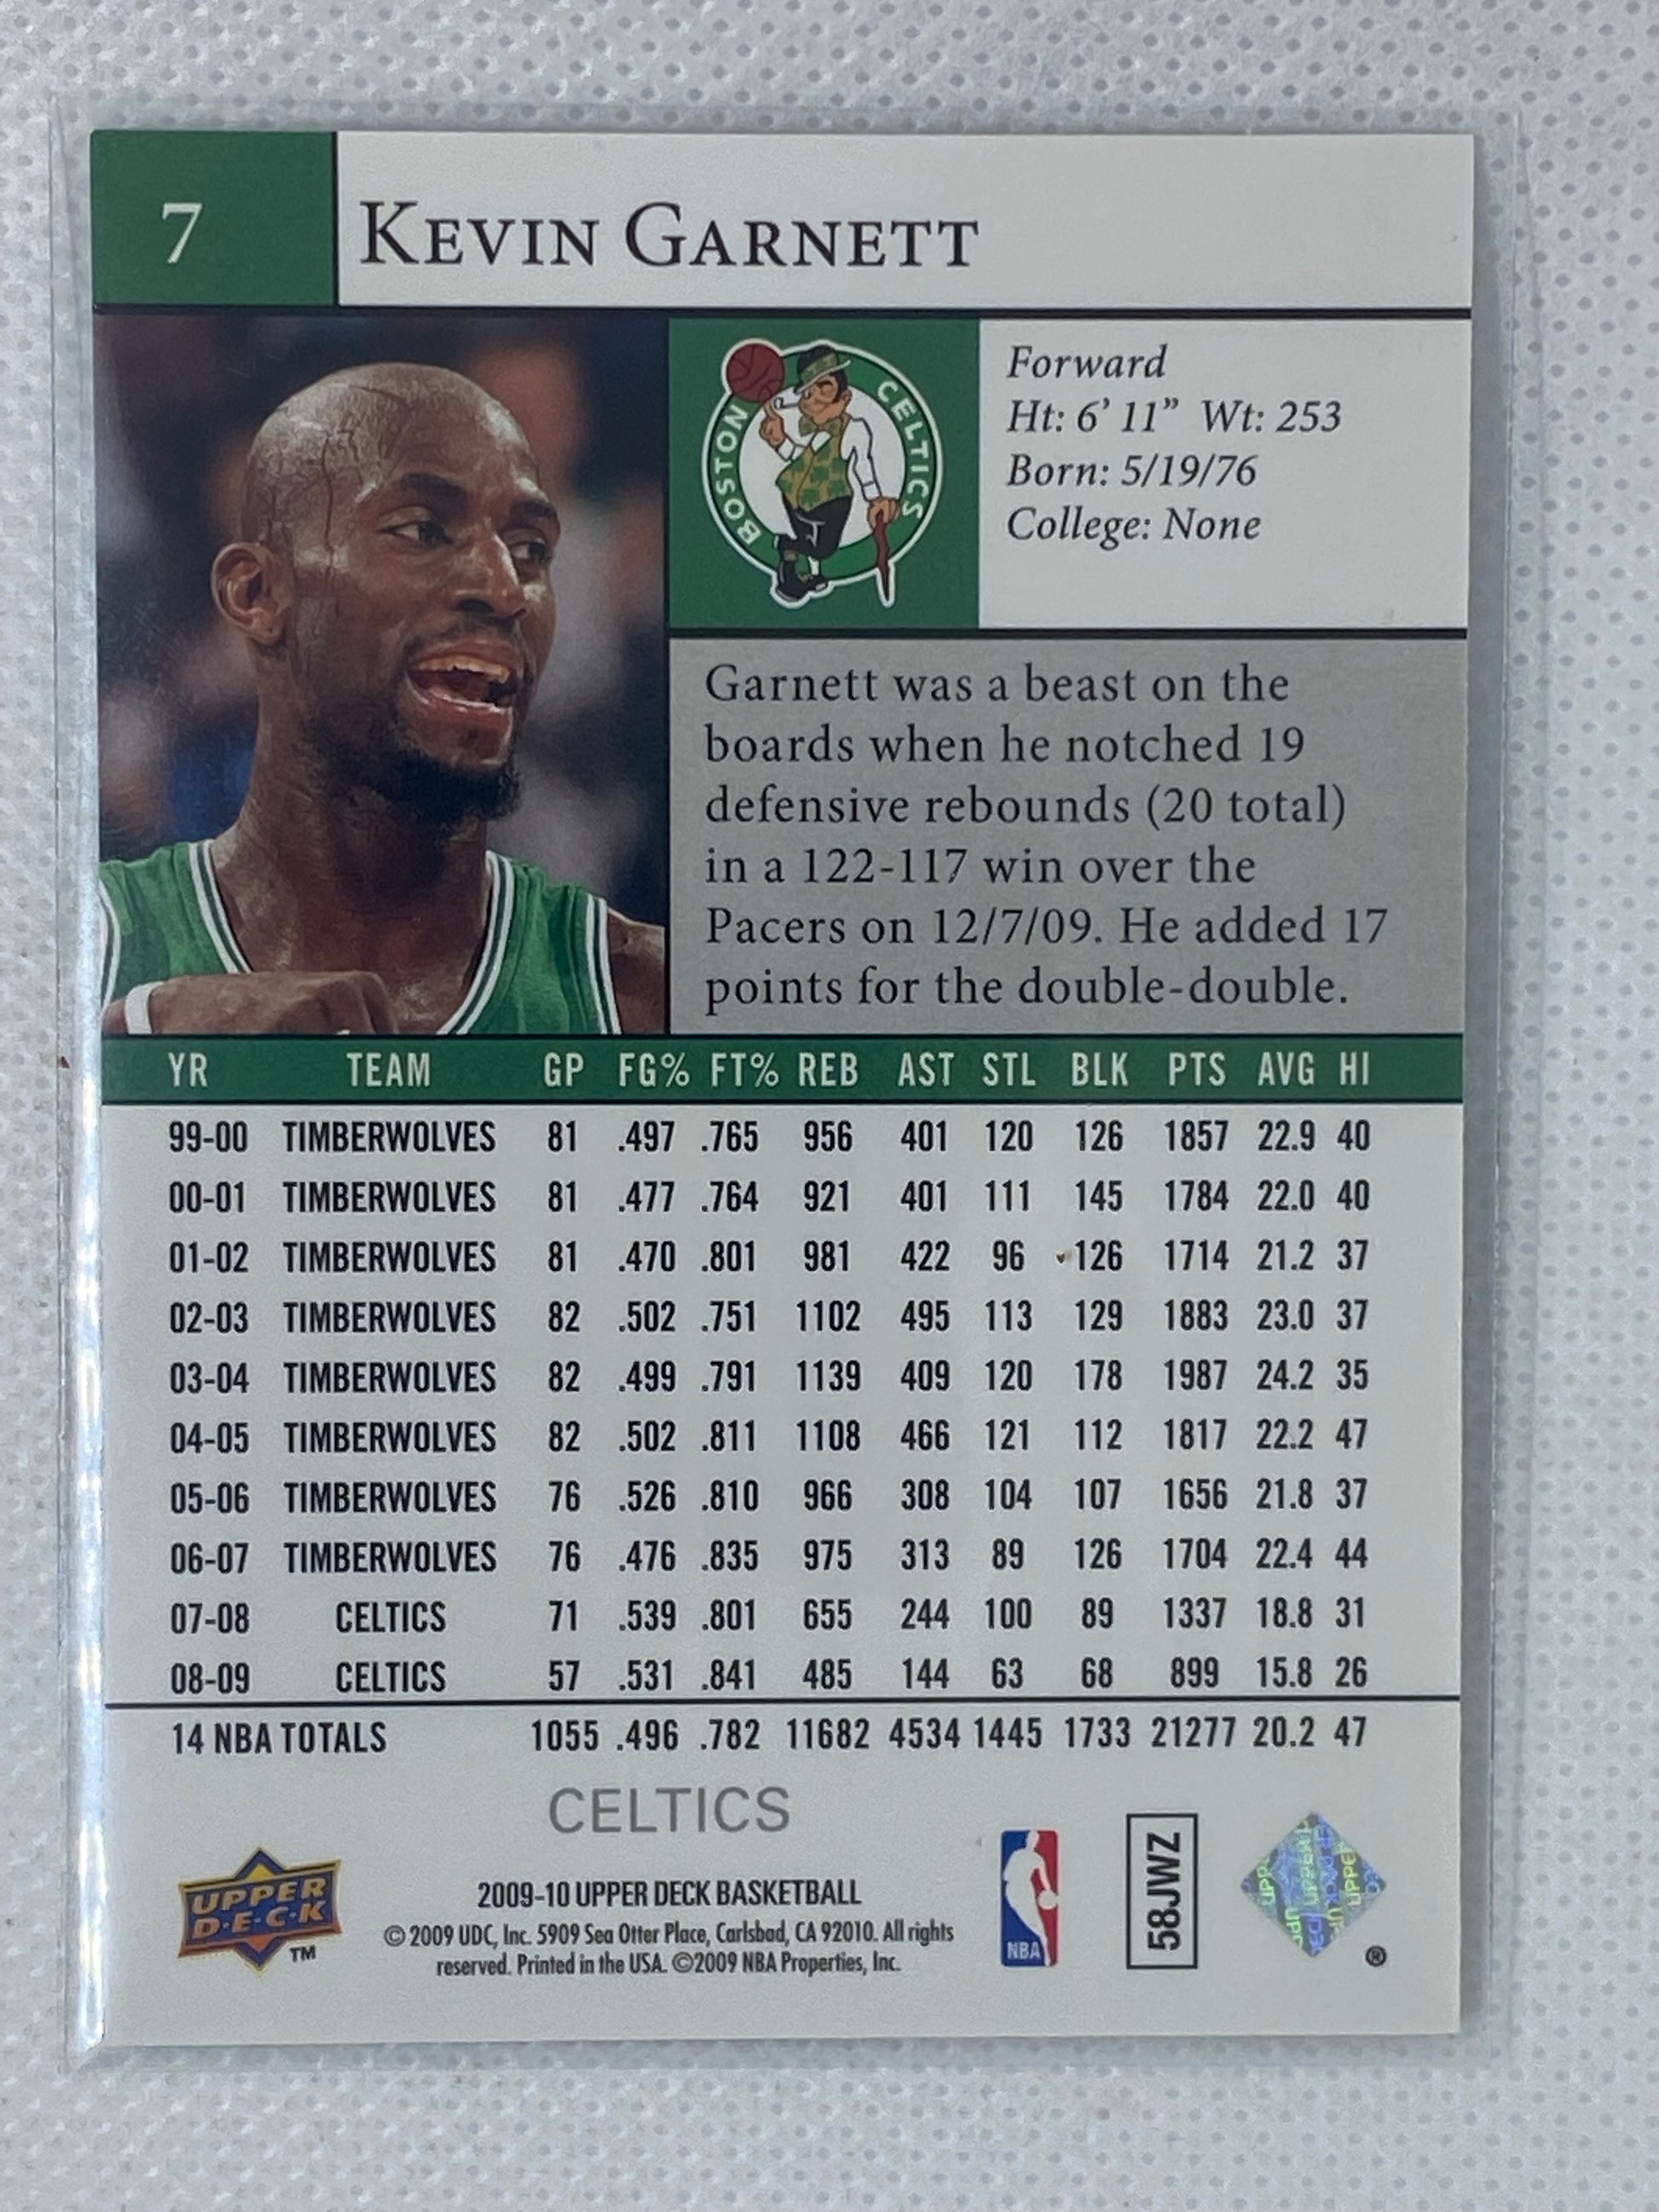 7 KEVIN GARNETT
BOSTON CELTICS
Forward
Ht: 6’ 11” Wt: 253
Born: 5/19/76
College: None
Garnett was a beast on the
boards when he notched 19
defensive rebounds (20 total)
in a 122-117 win over the
Pacers on 12/7/09. He added 17
points for the double-double.
YR TEAM GP FG% FT% REB AST STL BLK PTS AVG HI
99-00 TIMBERWOLVES 81 .497 .765 956 401 120 126 1857 22.9 40
00-01 TIMBERWOLVES 81 .477 .764 921 401 111 145 1784 22.0 40
01-02 TIMBERWOLVES 81 .470 .801 981 422 96 126 1714 21.2 37
02-03 TIMBERWOLVES 82 .502 .751 1102 495 113 129 1883 23.0 37
03-04 TIMBERWOLVES 82 .499 .791 1139 409 120 178 1987 24.2 35
04-05 TIMBERWOLVES 82 .502 .811 1108 466 121 112 1817 22.2 47
05-06 TIMBERWOLVES 76 .526 .810 966 308 104 107 1656 21.8 37
06-07 TIMBERWOLVES 76 .476 .835 975 313 89 126 1704 22.4 44
07-08 CELTICS 71 .539 .801 655 244 100 89 1337 18.8 31
08-09 CELTICS 57 .531 .841 485 144 63 68 899 15.8 26
14 NBA TOTALS 1055 .496 .782 11682 4534 1445 1733 21277 20.2 47
CELTICS
UPPER
D·E·C·K
TM
2009-10 UPPER DECK BASKETBALL
© 2009 UDC, Inc. 5909 Sea Otter Place, Carlsbad, CA 92010. All rights
reserved. Printed in the USA. ©2009 NBA Properties, Inc.
NBA
58JWZ
®